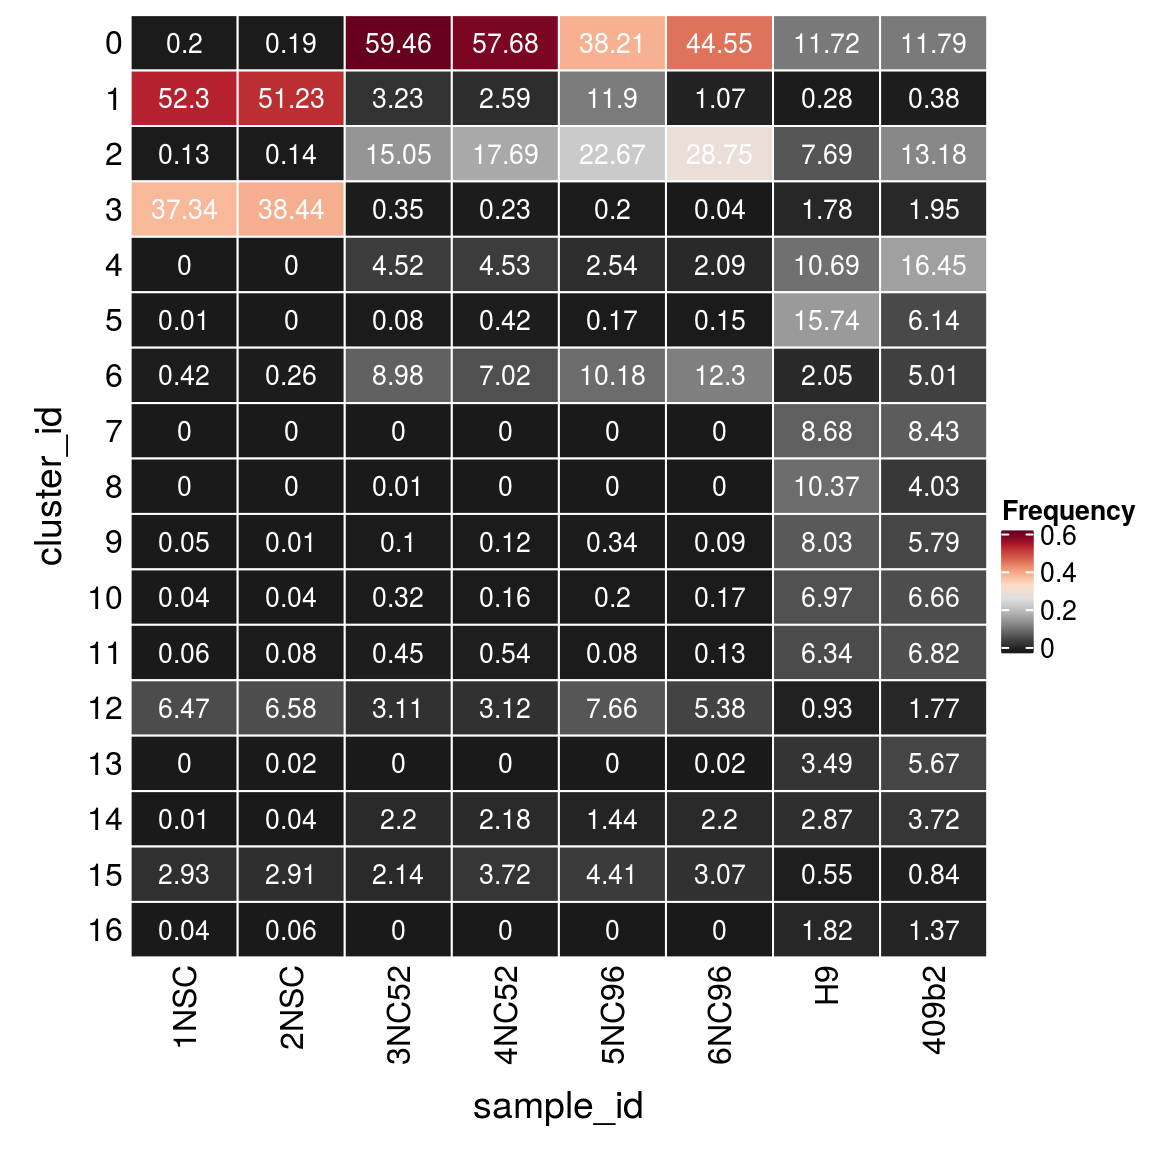 0 0.2 0.19 59.46 57.68 38.21 44.55 11.72 11.79
1 52.3 51.23 3.23 2.59 11.9 1.07 0.28 0.38
2 0.13 0.14 15.05 17.69 22.67 28.75 7.69 13.18
3 37.34 38.44 0.35 0.23 0.2 0.04 1.78 1.95
4 0 0 4.52 4.53 2.54 2.09 10.69 16.45
5 0.01 0 0.08 0.42 0.17 0.15 15.74 6.14
6 0.42 0.26 8.98 7.02 10.18 12.3 2.05 5.01
7 0 0 0 0 0 0 8.68 8.43
8 0 0 0.01 0 0 0 10.37 4.03
9 0.05 0.01 0.1 0.12 0.34 0.09 8.03 5.79
10 0.04 0.04 0.32 0.16 0.2 0.17 6.97 6.66
11 0.06 0.08 0.45 0.54 0.08 0.13 6.34 6.82
12 6.47 6.58 3.11 3.12 7.66 5.38 0.93 1.77
13 0 0.02 0 0 0 0.02 3.49 5.67
14 0.01 0.04 2.2 2.18 1.44 2.2 2.87 3.72
15 2.93 2.91 2.14 3.72 4.41 3.07 0.55 0.84
16 0.04 0.06 0 0 0 0 1.82 1.37
1NSC 2NSC 3NC52 4NC52 5NC96 6NC96 H9 409b2
sample_id
cluster_id
Frequency
0.6
0.4
0.2
0